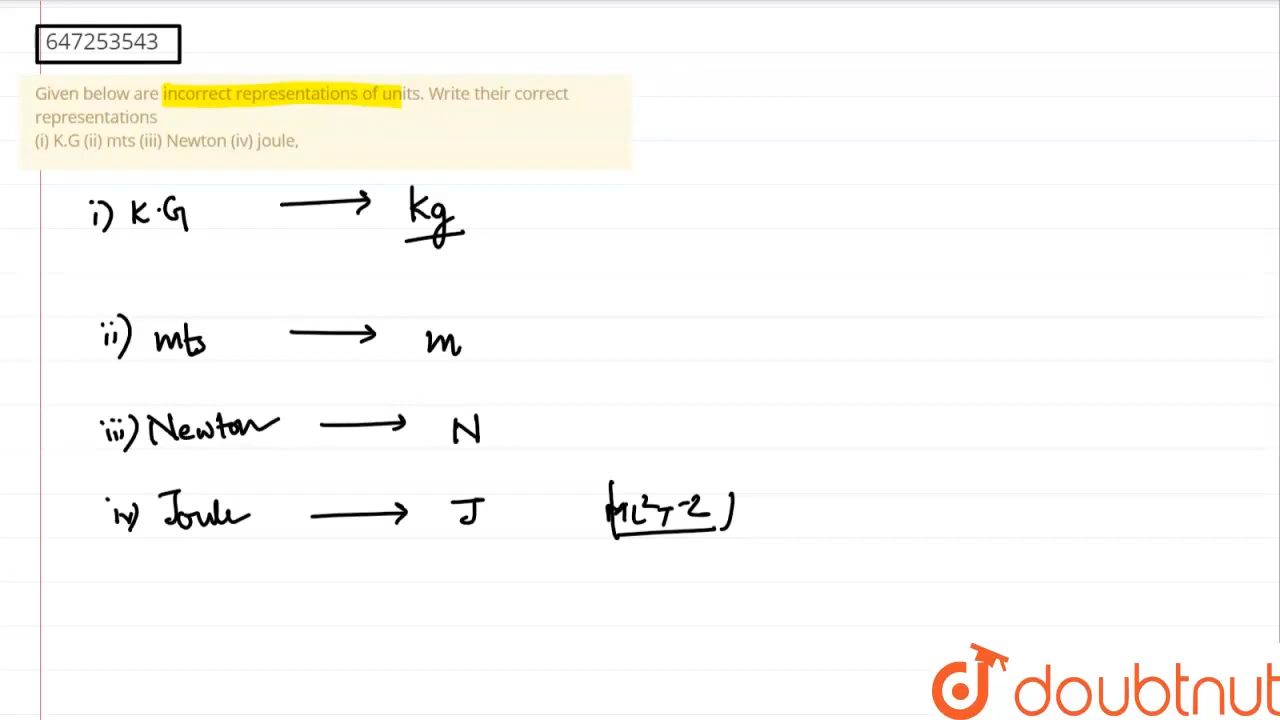 647253543
Given below are incorrect representations of units. Write their correct
representations
(i) K.G (ii) mts (iii) Newton (iv) joule,
i) K.G → kg
ii) mts → m
iii) Newton → N
iv) Joule → J [ML²T-2]
doubtnut